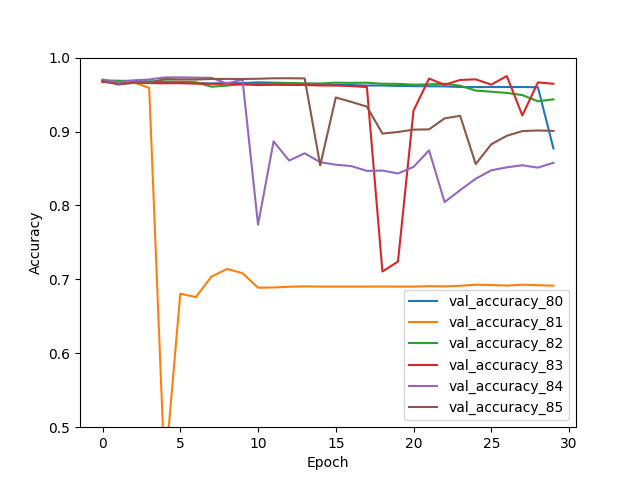 1.0
0.9
0.8
0.7
0.6
0.5
Accuracy
0
5
10
15
20
25
30
Epoch
val_accuracy_80
val_accuracy_81
val_accuracy_82
val_accuracy_83
val_accuracy_84
val_accuracy_85